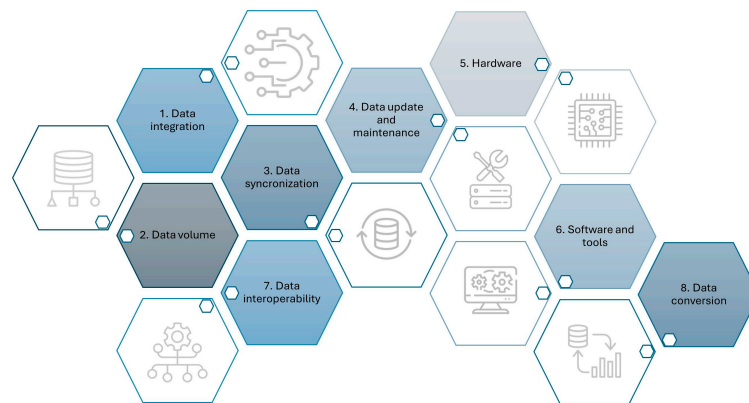 1. Data
integration
2. Data volume
3. Data
syncronization
4. Data update
and
maintenance
5. Hardware
6. Software and
tools
7. Data
interoperability
8. Data
conversion